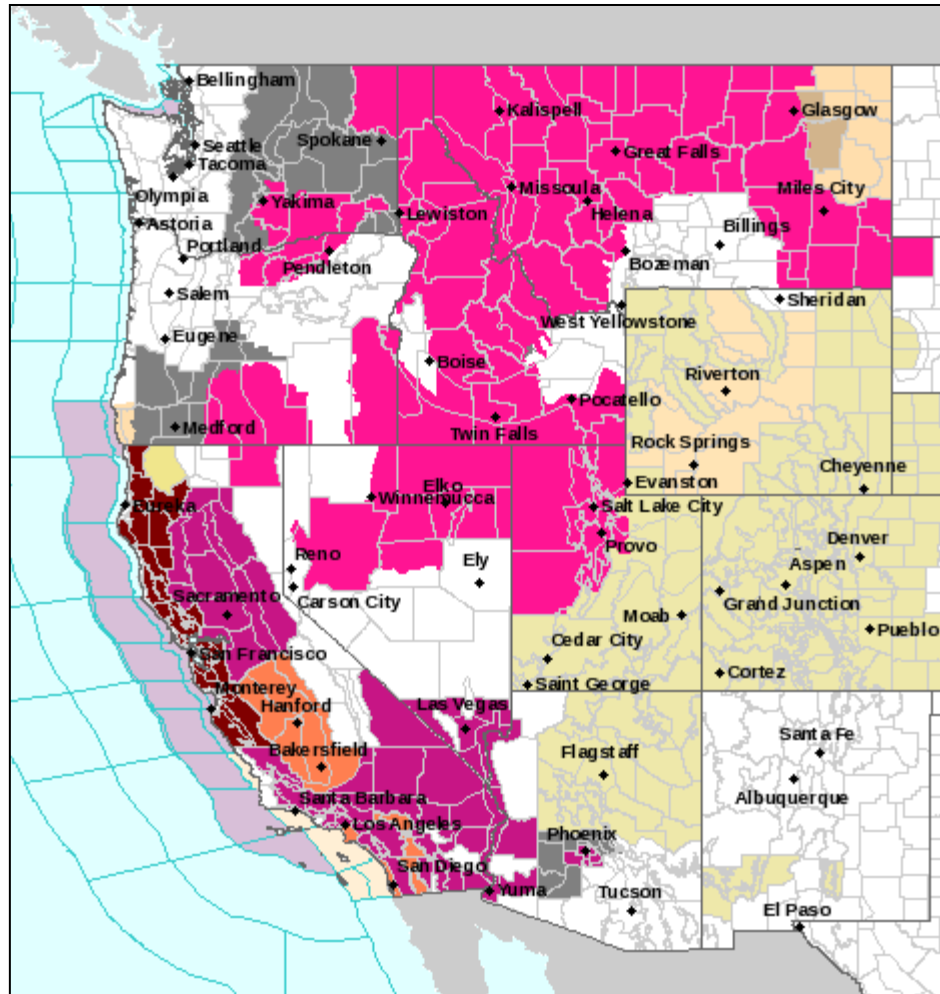 Bellingham
Kalispell
Glasgow
Seattle
Spokane
Great Falls
Tacoma
Missoula
Miles City
Olympia
Yakima
Lewiston
Helena
Astoria
Billings
Portland
Pendleton
Bozeman
Salem
Sheridan
West Yellowstone
Eugene
Boise
Riverton
Pocatello
Medford
Twin Falls
Rock Springs
Cheyenne
Elko
Evanston
Winnemucca
Eureka
Salt Lake City
Provo
Denver
Reno
Ely
Aspen
Sacramento
Carson City
Grand Junction
Moab
Pueblo
Cedar City
San Francisco
Cortez
Saint George
Monterey
Hanford
Las Vegas
Santa Fe
Bakersfield
Flagstaff
Albuquerque
Santa Barbara
Los Angeles
Phoenix
San Diego
Yuma
Tucson
El Paso